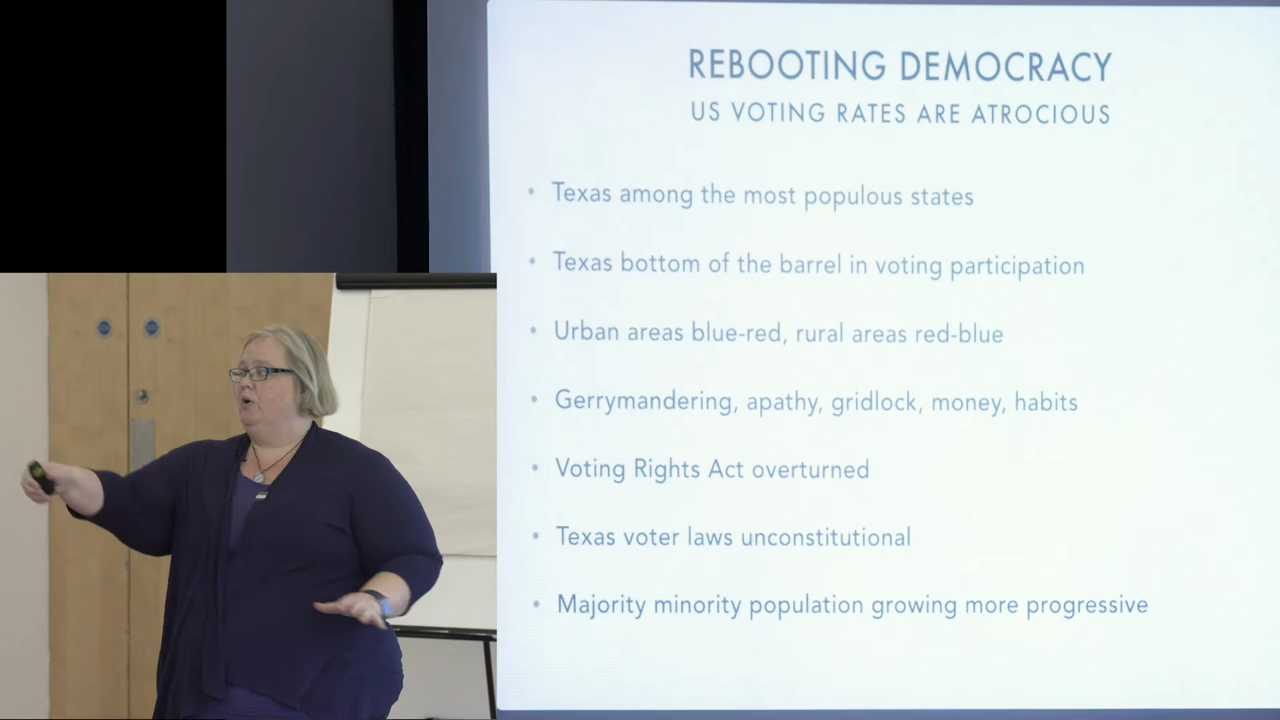 REBOOTING DEMOCRACY
US VOTING RATES ARE ATROCIOUS
• Texas among the most populous states
• Texas bottom of the barrel in voting participation
• Urban areas blue-red, rural areas red-blue
• Gerrymandering, apathy, gridlock, money, habits
• Voting Rights Act overturned
• Texas voter laws unconstitutional
• Majority minority population growing more progressive